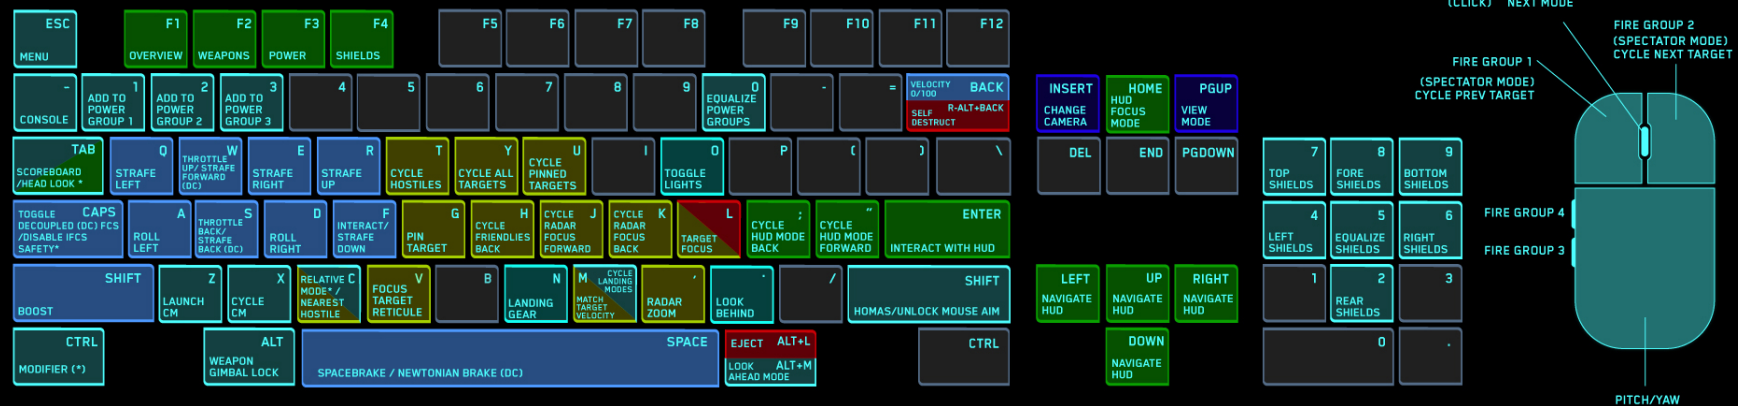 (CLICK) NEXT MODE
ESC
MENU
F1
OVERVIEW
F2
WEAPONS
F3
POWER
F4
SHIELDS
F5
F6
F7
F8
F9
F10
F11
F12
FIRE GROUP 2
(SPECTATOR MODE)
CYCLE NEXT TARGET
FIRE GROUP 1
(SPECTATOR MODE)
CYCLE PREV TARGET
~
CONSOLE
1
ADD TO
POWER
GROUP 1
2
ADD TO
POWER
GROUP 2
3
ADD TO
POWER
GROUP 3
4
5
6
7
8
9
0
EQUALIZE
POWER
GROUPS
-
=
VELOCITY
0/100
BACK
R-ALT+BACK
SELF
DESTRUCT
INSERT
CHANGE
CAMERA
HOME
HUD
FOCUS
MODE
PGUP
VIEW
MODE
TAB
SCOREBOARD
/HEAD LOOK *
Q
STRAFE
LEFT
W
THROTTLE
UP/ STRAFE
FORWARD
(DC)
E
STRAFE
RIGHT
R
STRAFE
UP
T
CYCLE
HOSTILES
Y
CYCLE ALL
TARGETS
U
CYCLE
PINNED
TARGETS
I
O
TOGGLE
LIGHTS
P
(
)
\
DEL
END
PGDOWN
7
TOP
SHIELDS
8
FORE
SHIELDS
9
BOTTOM
SHIELDS
CAPS
TOGGLE
DECOUPLED (DC) FCS
/DISABLE IFCS
SAFETY*
A
ROLL
LEFT
S
THROTTLE
BACK/
STRAFE
BACK (DC)
D
ROLL
RIGHT
F
INTERACT/
STRAFE
DOWN
G
PIN
TARGET
H
CYCLE
FRIENDLIES
BACK
J
CYCLE
RADAR
FOCUS
FORWARD
K
CYCLE
RADAR
FOCUS
BACK
L
TARGET
FOCUS
;
CYCLE
HUD MODE
BACK
"
CYCLE
HUD MODE
FORWARD
ENTER
INTERACT WITH HUD
4
LEFT
SHIELDS
5
EQUALIZE
SHIELDS
6
RIGHT
SHIELDS
FIRE GROUP 4
FIRE GROUP 3
SHIFT
BOOST
Z
LAUNCH
CM
X
CYCLE
CM
C
RELATIVE
MODE* /
NEAREST
HOSTILE
V
FOCUS
TARGET
RETICULE
B
N
LANDING
GEAR
M
CYCLE
LANDING
MODES
MATCH
TARGET
VELOCITY
,
RADAR
ZOOM
.
LOOK
BEHIND
/
SHIFT
HOMAS/UNLOCK MOUSE AIM
LEFT
NAVIGATE
HUD
UP
NAVIGATE
HUD
RIGHT
NAVIGATE
HUD
1
2
REAR
SHIELDS
3
CTRL
MODIFIER (*)
ALT
WEAPON
GIMBAL LOCK
SPACE
SPACEBRAKE / NEWTONIAN BRAKE (DC)
EJECT ALT+L
LOOK ALT+M
AHEAD MODE
CTRL
DOWN
NAVIGATE
HUD
0
.
PITCH/YAW